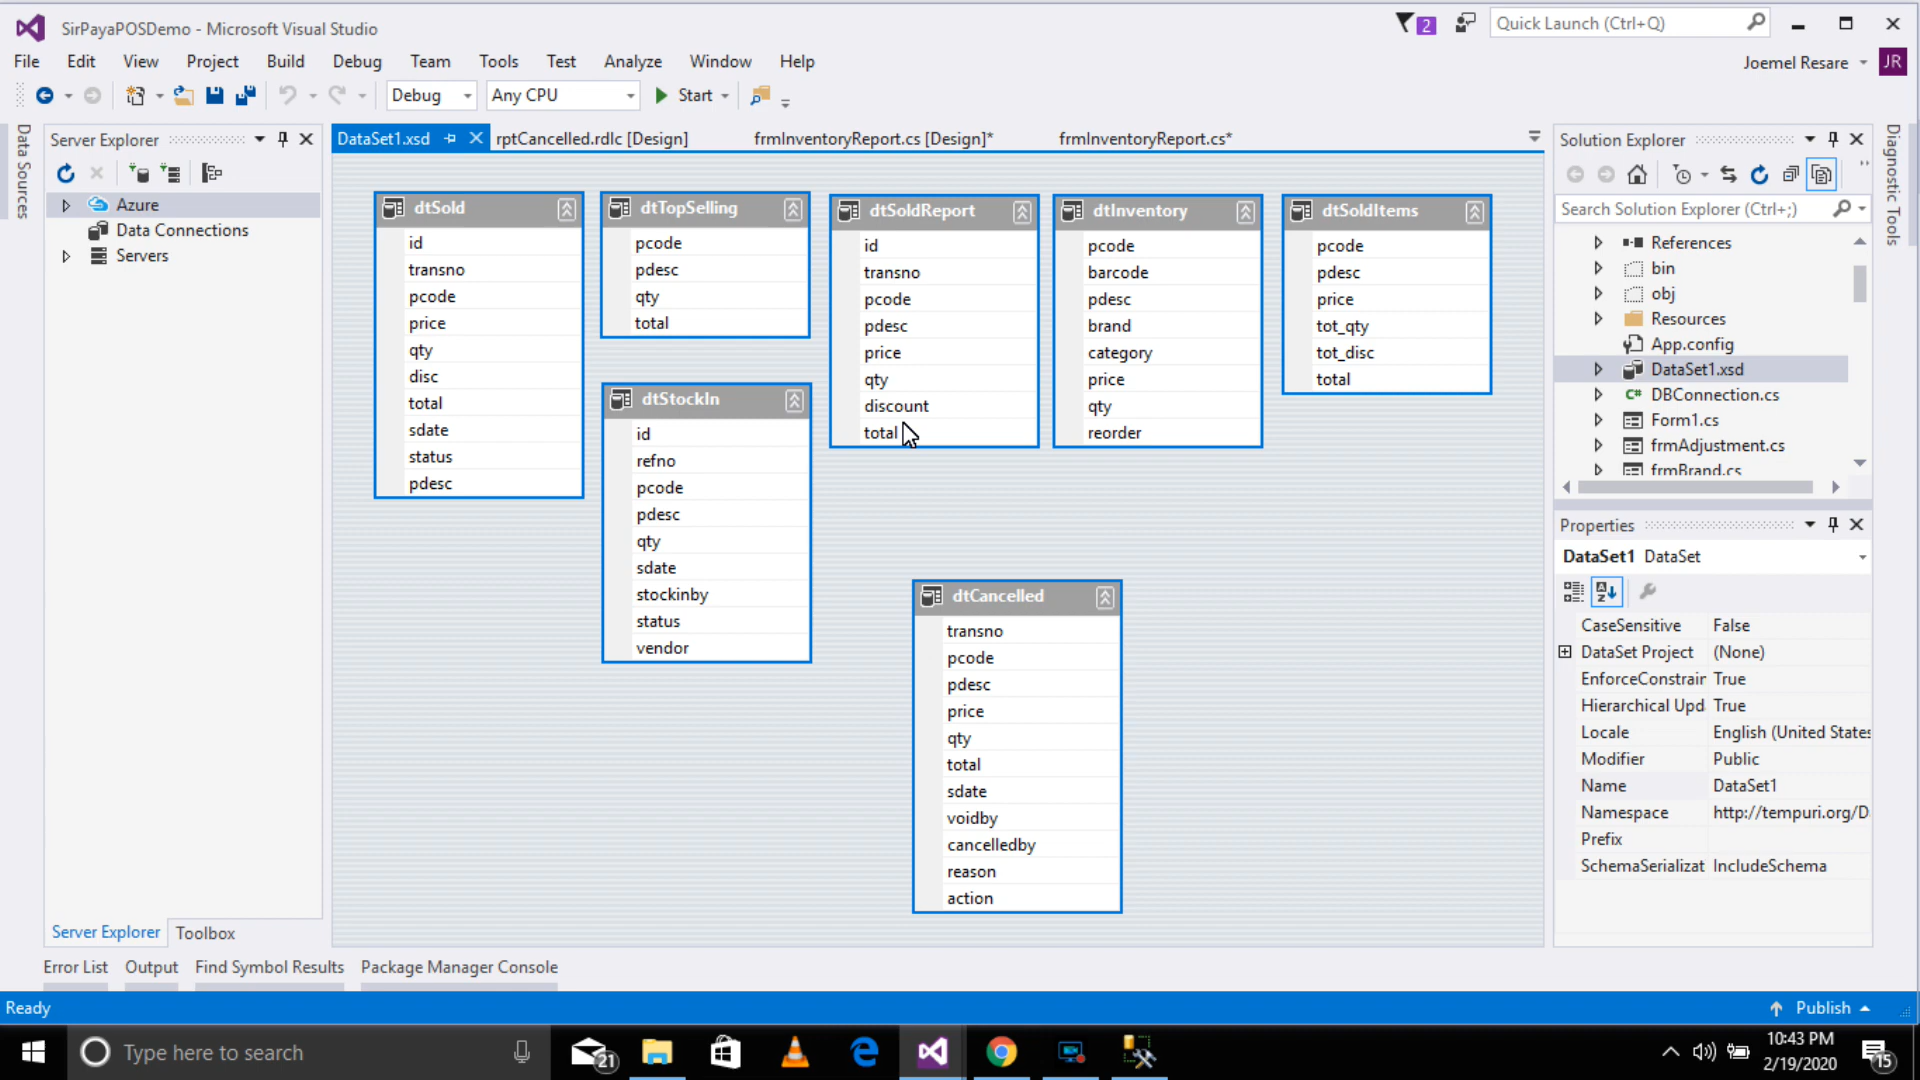 SirPayaPOSDemo - Microsoft Visual Studio
2
Quick Launch (Ctrl+Q)
File Edit View Project Build Debug Team Tools Test Analyze Window Help
Joemel Resare JR
Debug Any CPU Start
Data Sources
Server Explorer
Azure
Data Connections
Servers
Server Explorer Toolbox
DataSet1.xsd rptCancelled.rdlc [Design] frmInventoryReport.cs [Design]* frmInventoryReport.cs*
dtSold
id
transno
pcode
price
qty
disc
total
sdate
status
pdesc
dtTopSelling
pcode
pdesc
qty
total
dtStockIn
id
refno
pcode
pdesc
qty
sdate
stockinby
status
vendor
dtSoldReport
id
transno
pcode
pdesc
price
qty
discount
total
dtInventory
pcode
barcode
pdesc
brand
category
price
qty
reorder
dtSoldItems
pcode
pdesc
price
tot_qty
tot_disc
total
dtCancelled
transno
pcode
pdesc
price
qty
total
sdate
voidby
cancelledby
reason
action
Solution Explorer
Search Solution Explorer (Ctrl+;)
References
bin
obj
Resources
App.config
DataSet1.xsd
C# DBConnection.cs
Form1.cs
frmAdjustment.cs
frmBrand.cs
Properties
DataSet1 DataSet
CaseSensitive False
DataSet Project (None)
EnforceConstrain True
Hierarchical Upd True
Locale English (United States
Modifier Public
Name DataSet1
Namespace http://tempuri.org/D
Prefix
SchemaSerializat IncludeSchema
Diagnostic Tools
Error List Output Find Symbol Results Package Manager Console
Ready
Publish
Type here to search
21
10:43 PM
2/19/2020
15